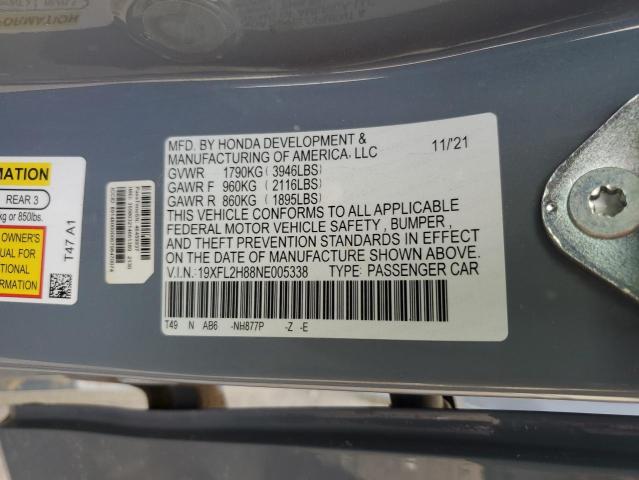 MFD. BY HONDA DEVELOPMENT & 11/'21
MANUFACTURING OF AMERICA, LLC
GVWR 1790KG (3946LBS)
GAWR F 960KG (2116LBS)
GAWR R 860KG (1895LBS)
THIS VEHICLE CONFORMS TO ALL APPLICABLE
FEDERAL MOTOR VEHICLE SAFETY , BUMPER ,
AND THEFT PREVENTION STANDARDS IN EFFECT
ON THE DATE OF MANUFACTURE SHOWN ABOVE.
V.I.N.:19XFL2H88NE005338 TYPE: PASSENGER CAR
T49 N AB6 -NH877P -Z -E
MATION
REAR 3
kg or 850lbs.
OWNER'S
UAL FOR
TIONAL
RMATION
T47 A1